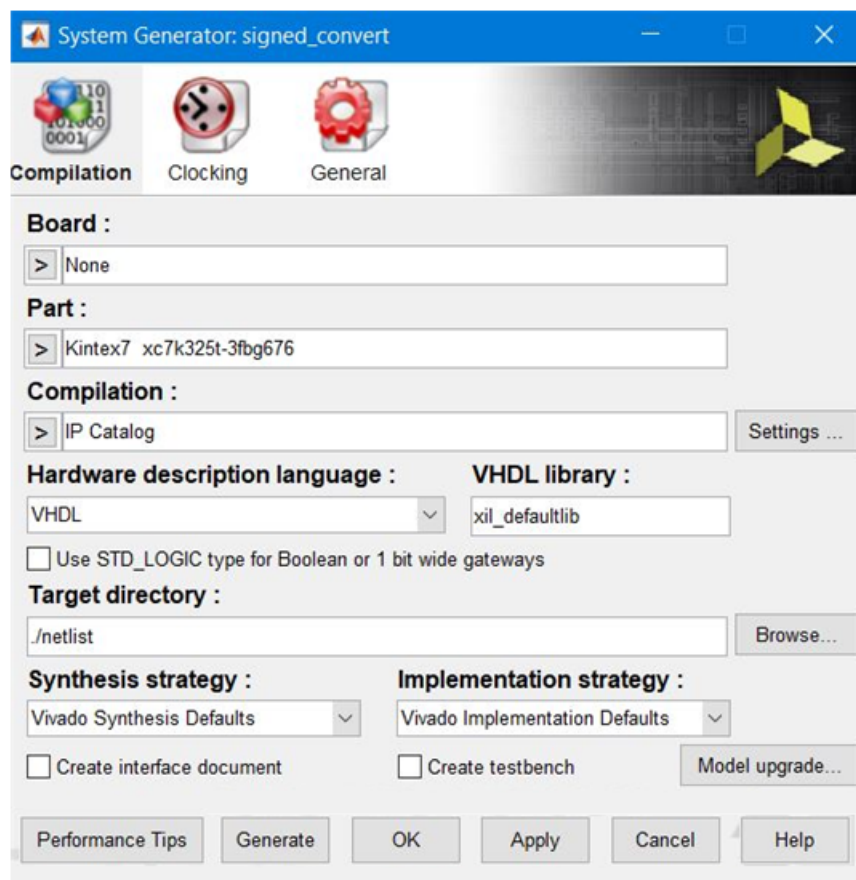 System Generator: signed_convert
Compilation Clocking General
Board :
> None
Part :
> Kintex7 xc7k325t-3fbg676
Compilation :
> IP Catalog Settings ...
Hardware description language : VHDL library :
VHDL xil_defaultlib
Use STD_LOGIC type for Boolean or 1 bit wide gateways
Target directory :
./netlist Browse...
Synthesis strategy : Implementation strategy :
Vivado Synthesis Defaults Vivado Implementation Defaults
Create interface document Create testbench Model upgrade...
Performance Tips Generate OK Apply Cancel Help